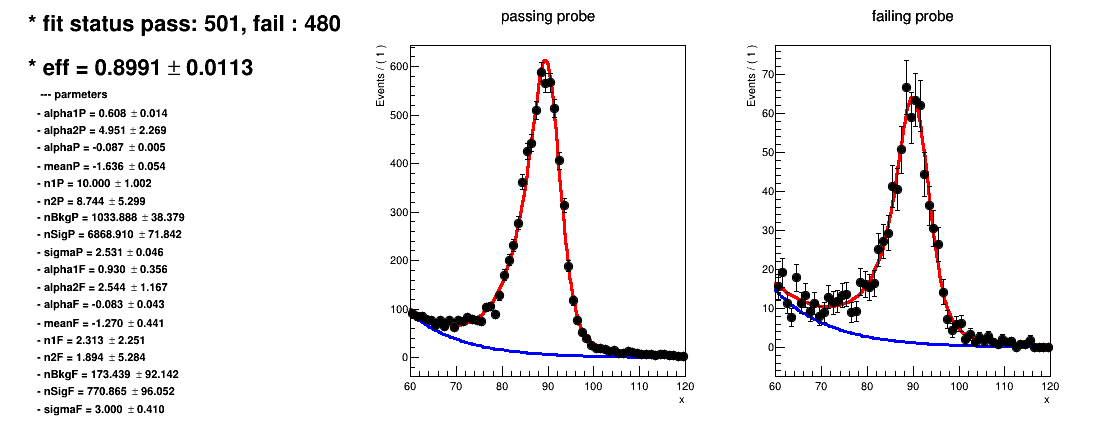 * fit status pass: 501, fail : 480
* eff = 0.8991 ± 0.0113
--- parmeters
- alpha1P = 0.608 ± 0.014
- alpha2P = 4.951 ± 2.269
- alphaP = -0.087 ± 0.005
- meanP = -1.636 ± 0.054
- n1P = 10.000 ± 1.002
- n2P = 8.744 ± 5.299
- nBkgP = 1033.888 ± 38.379
- nSigP = 6868.910 ± 71.842
- sigmaP = 2.531 ± 0.046
- alpha1F = 0.930 ± 0.356
- alpha2F = 2.544 ± 1.167
- alphaF = -0.083 ± 0.043
- meanF = -1.270 ± 0.441
- n1F = 2.313 ± 2.251
- n2F = 1.894 ± 5.284
- nBkgF = 173.439 ± 92.142
- nSigF = 770.865 ± 96.052
- sigmaF = 3.000 ± 0.410
passing probe
Events / ( 1 )
600
500
400
300
200
100
0
60 70 80 90 100 110 120
x
failing probe
Events / ( 1 )
70
60
50
40
30
20
10
0
60 70 80 90 100 110 120
x